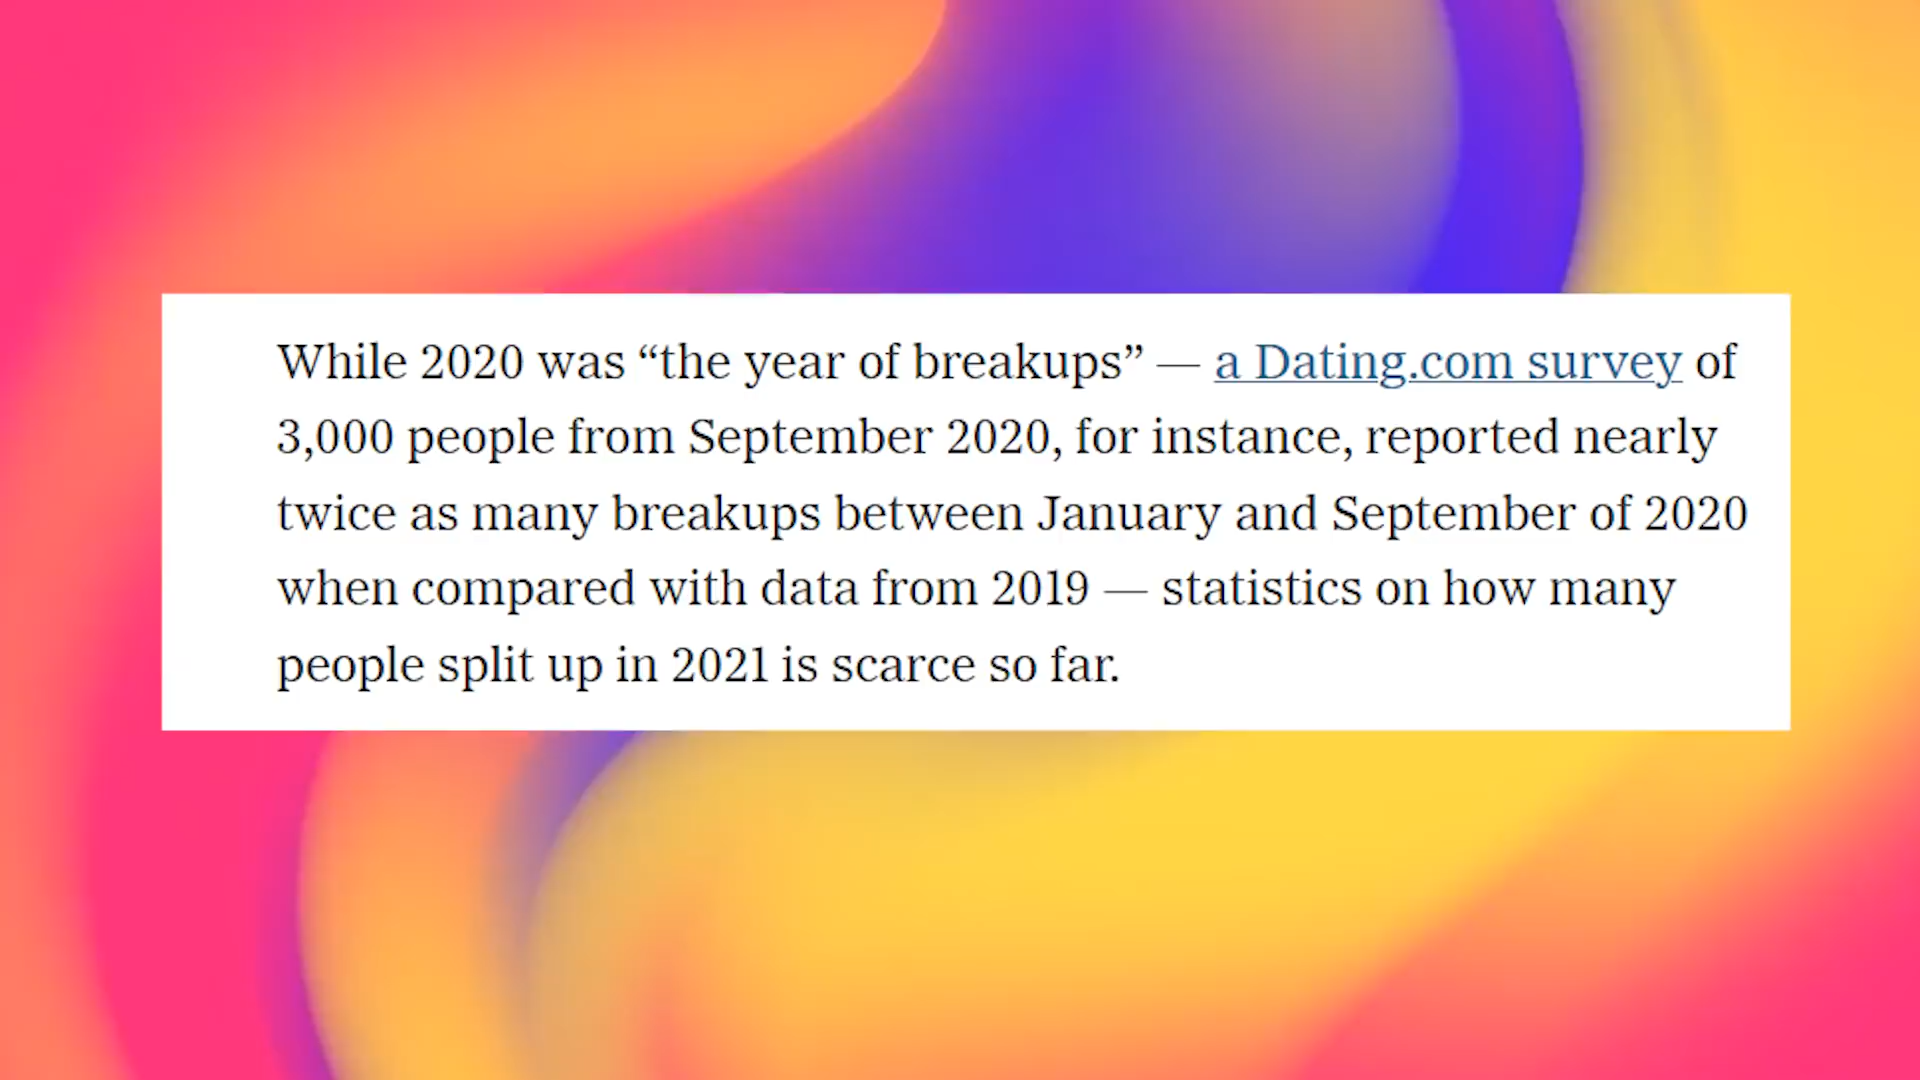 While 2020 was “the year of breakups” — a Dating.com survey of
3,000 people from September 2020, for instance, reported nearly
twice as many breakups between January and September of 2020
when compared with data from 2019 — statistics on how many
people split up in 2021 is scarce so far.